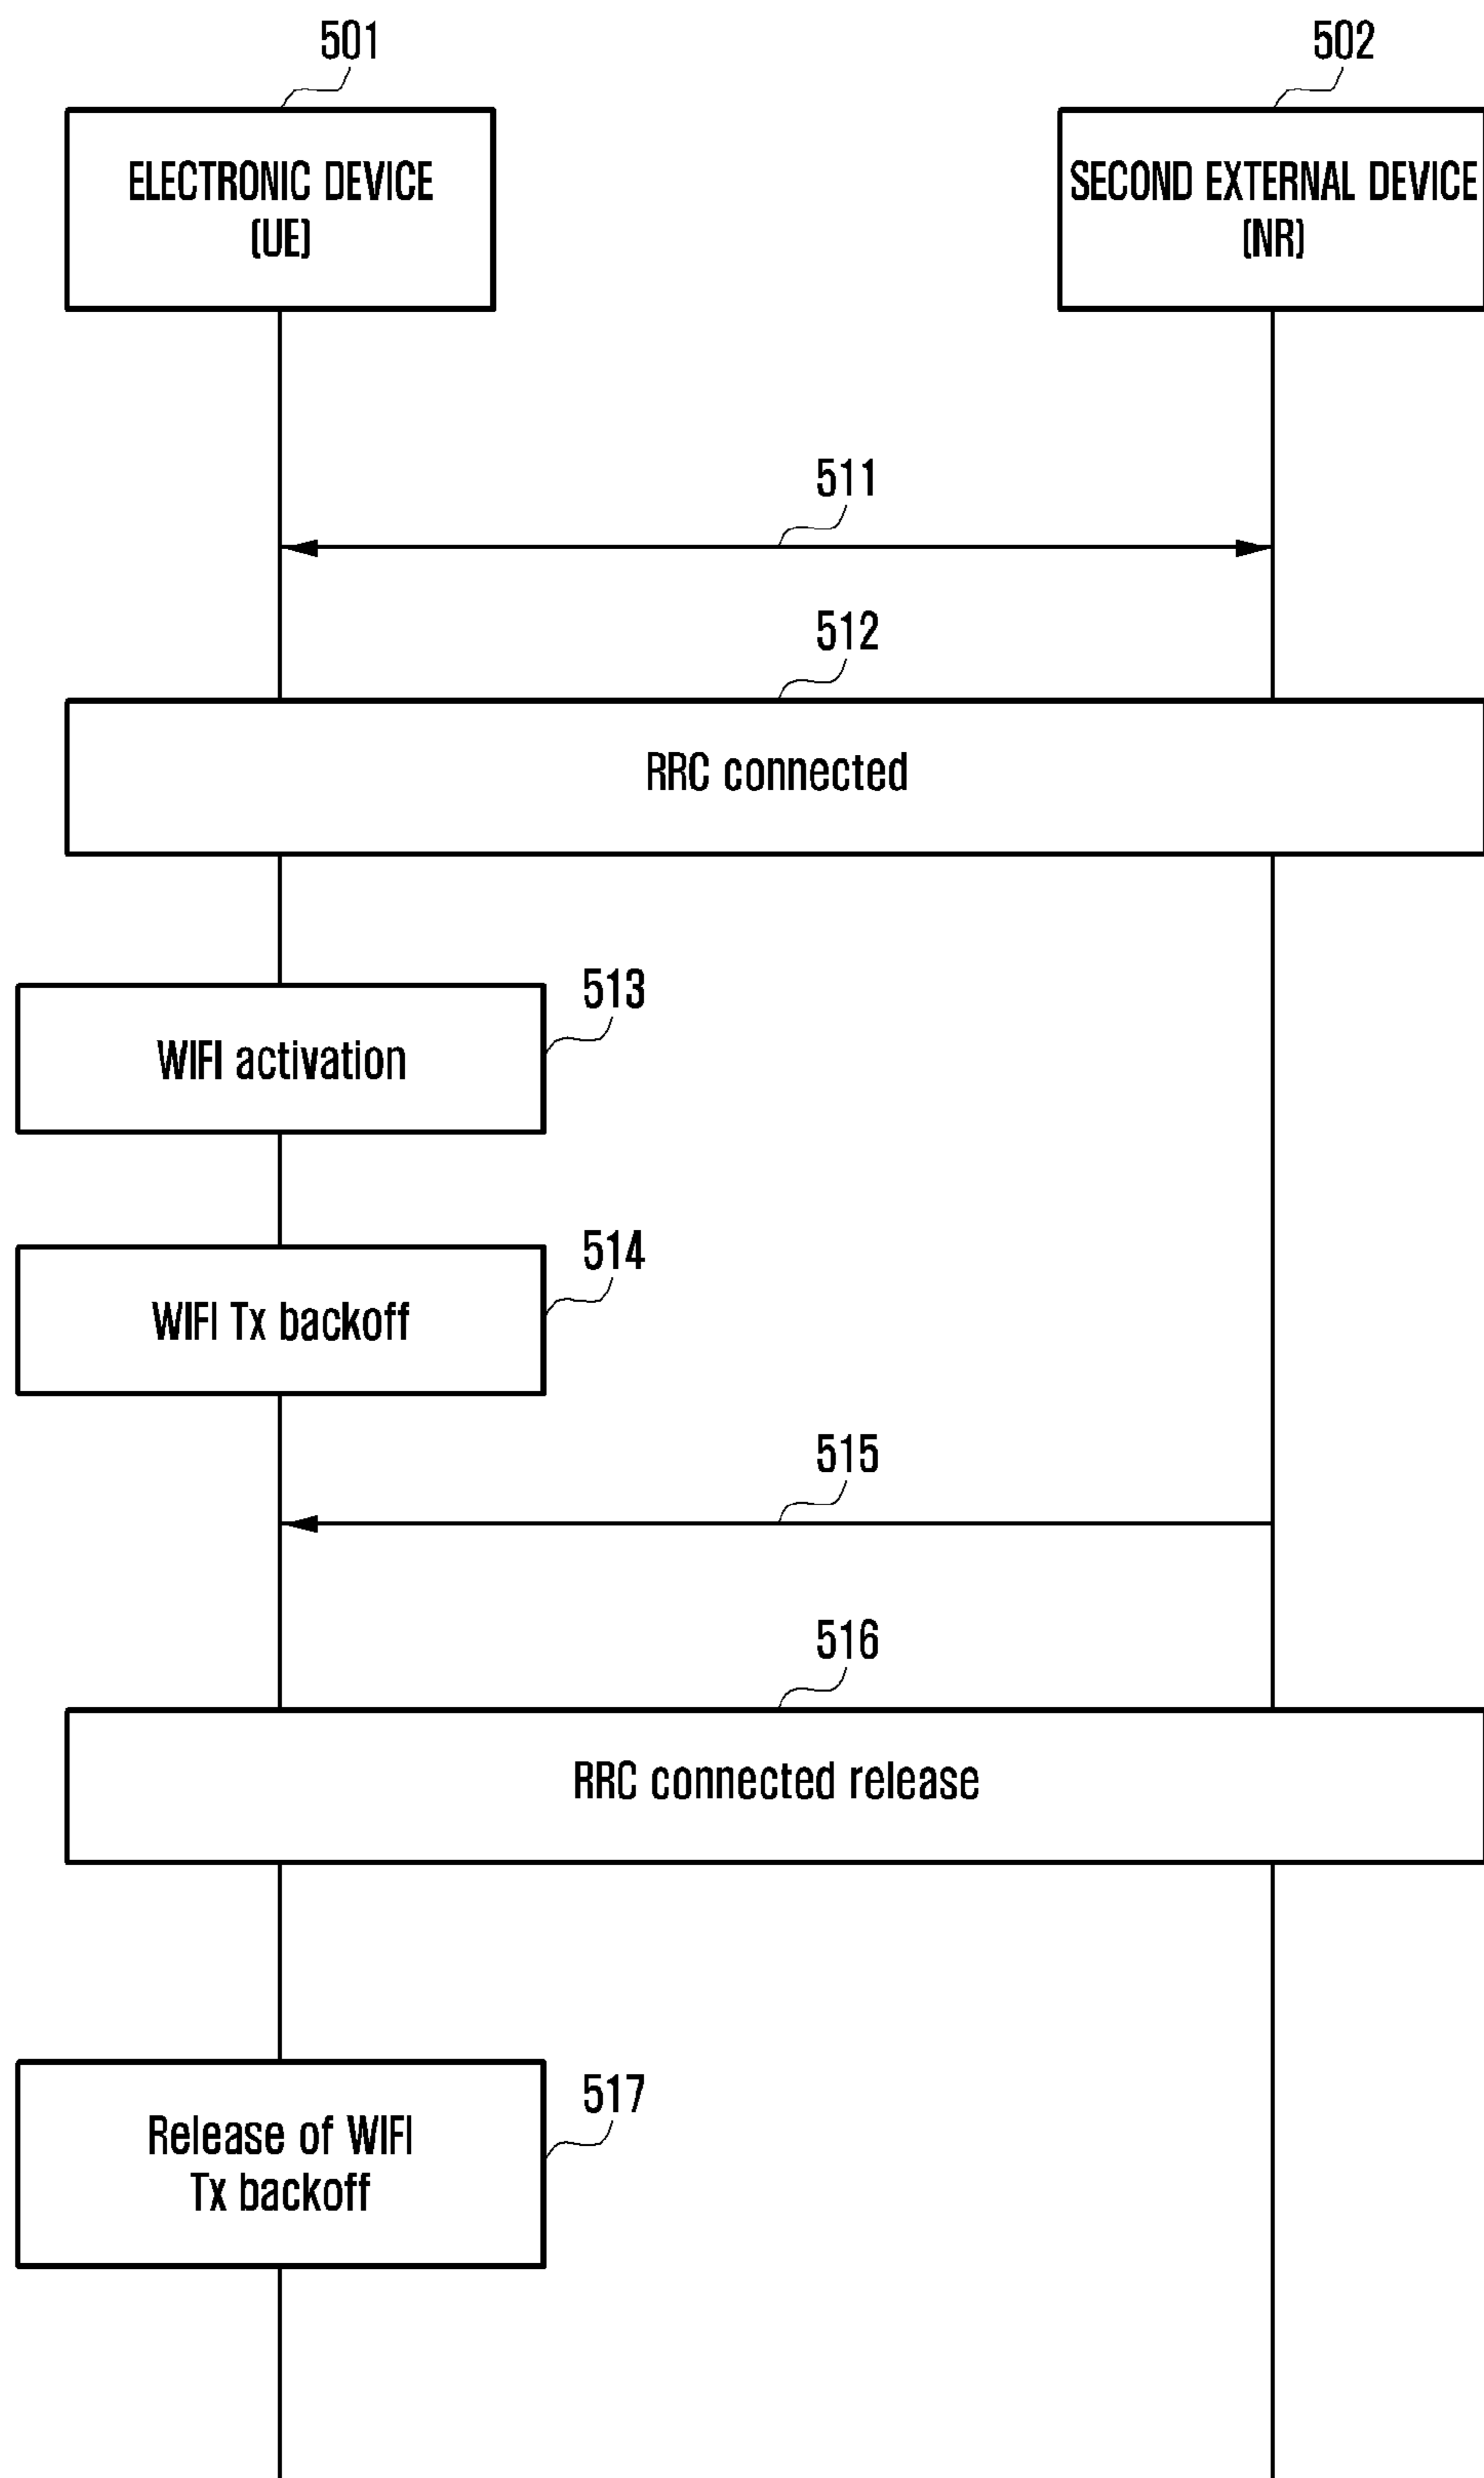 501
502
ELECTRONIC DEVICE
(UE)
SECOND EXTERNAL DEVICE
(NR)
511
512
RRC connected
513
WIFI activation
514
WIFI Tx backoff
515
516
RRC connected release
517
Release of WIFI
Tx backoff